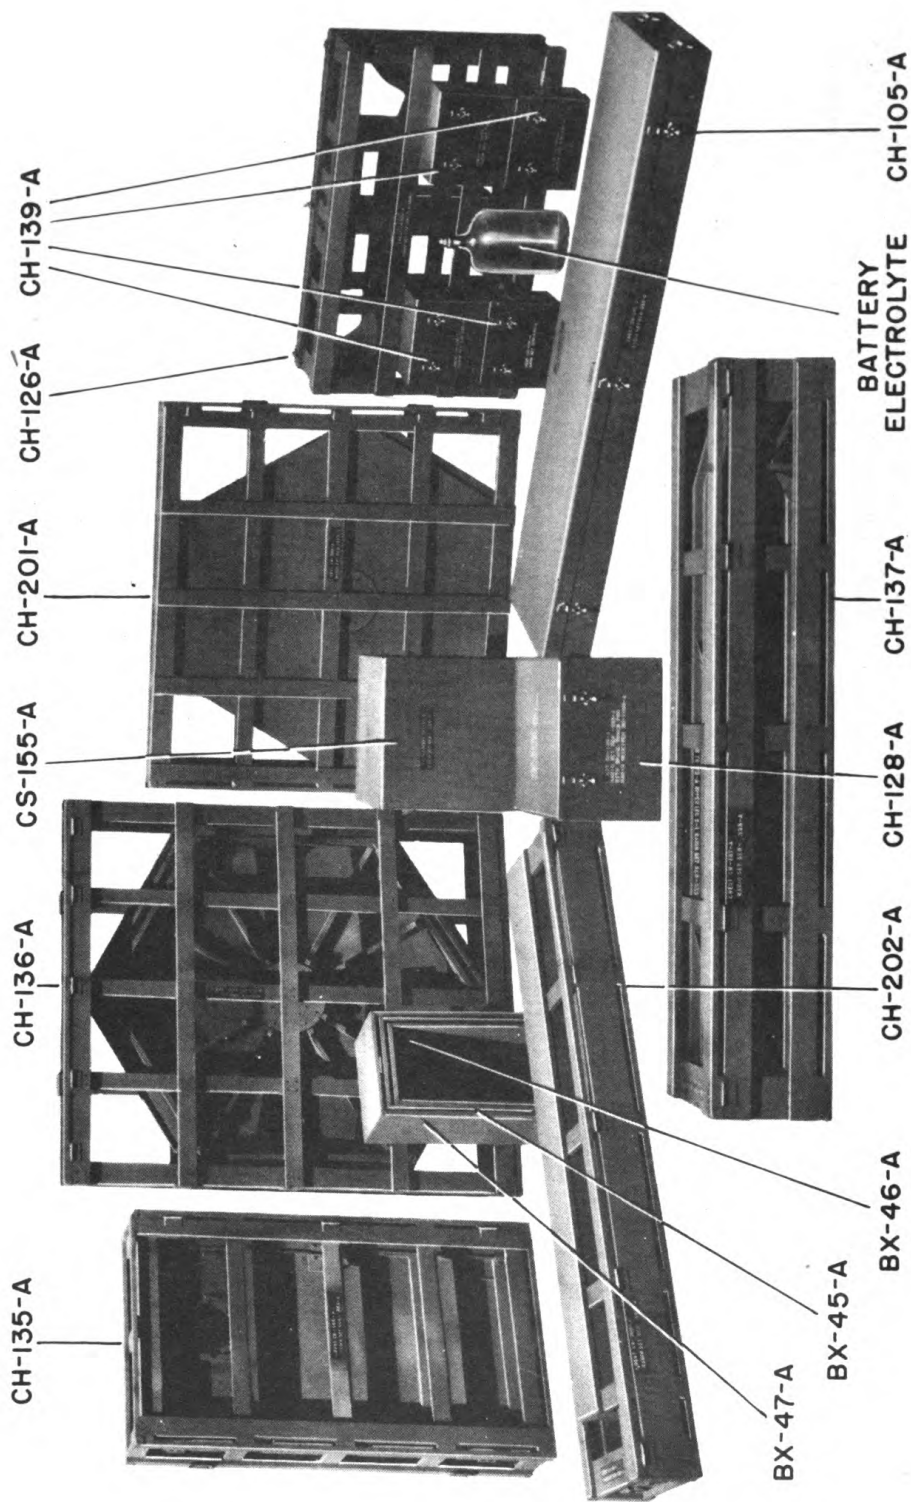 CH-135-A
CH-136-A
CS-155-A
CH-201-A
CH-126-A
CH-139-A
BX-47-A
BX-45-A
BX-46-A
CH-202-A
CH-128-A
CH-137-A
BATTERY
ELECTROLYTE
CH-105-A